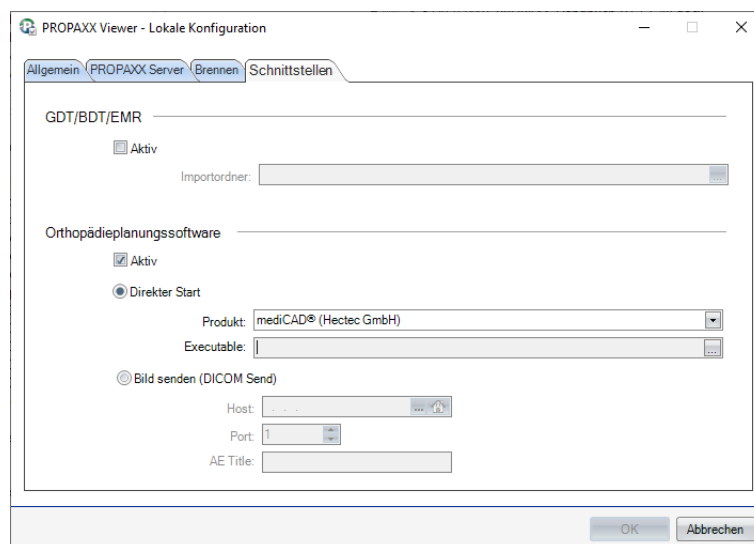 PROPAXX Viewer - Lokale Konfiguration
Allgemein PROPAXX Server Brennen Schnittstellen
GDT/BDT/EMR
Aktiv
Importordner: ...
Orthopädieplanungssoftware
Aktiv
Direkter Start
Produkt: mediCAD® (Hectec GmbH)
Executable: ...
Bild senden (DICOM Send)
Host: . . . ...
Port: 1
AE Title:
OK Abbrechen